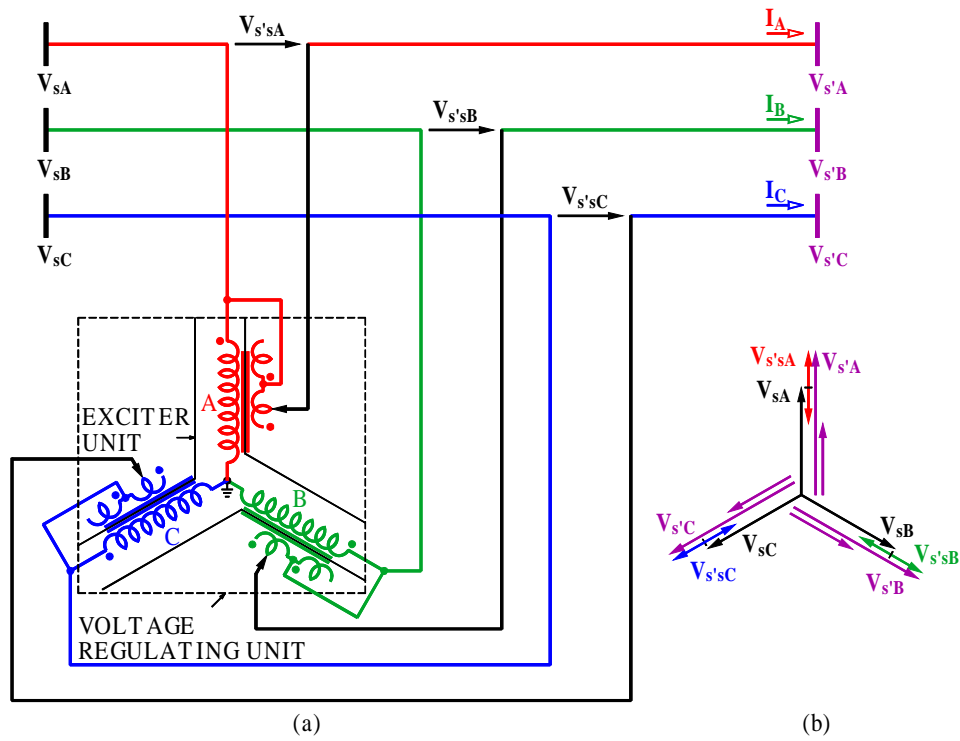 V_s'sA
I_A
V_sA
V_s'A
V_s'sB
I_B
V_sB
V_s'B
V_s'sC
I_C
V_sC
V_s'C
A
EXCITER
UNIT
B
C
VOLTAGE
REGULATING UNIT
(a)
V_s'sA
V_s'A
V_sA
V_s'C
V_sC
V_s'sC
V_sB
V_s'sB
V_s'B
(b)